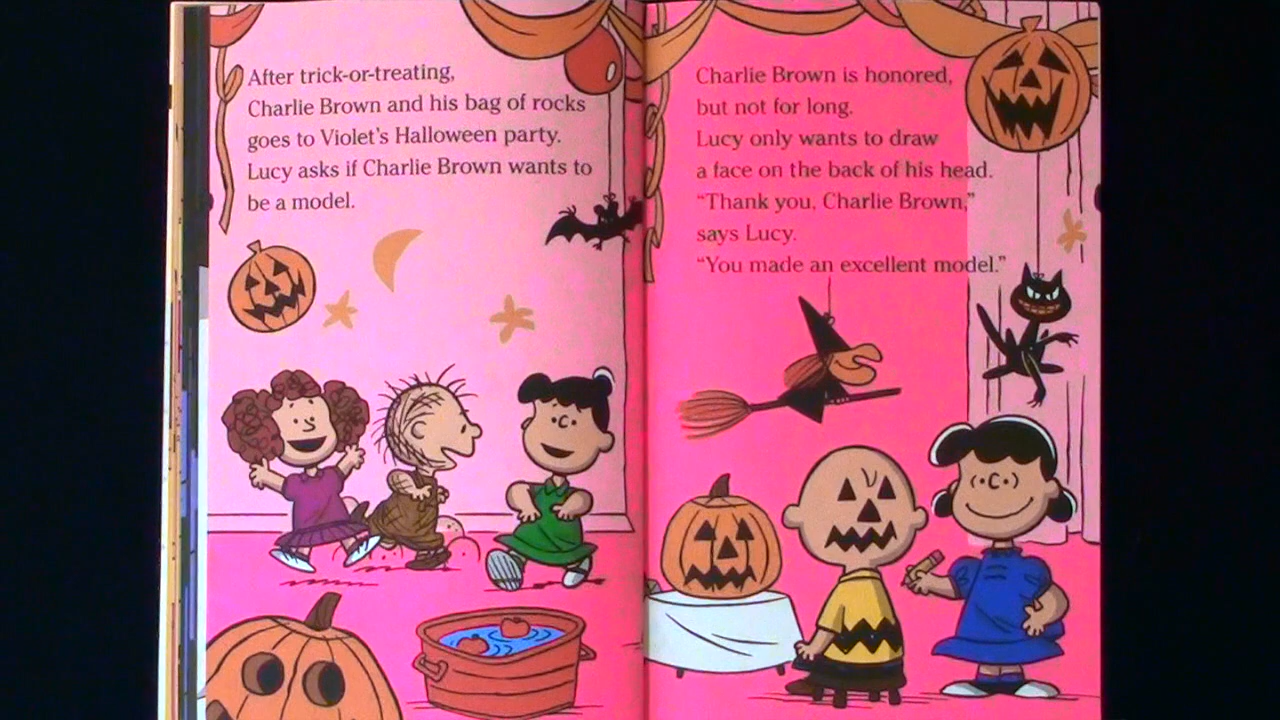 After trick-or-treating,
Charlie Brown and his bag of rocks
goes to Violet's Halloween party.
Lucy asks if Charlie Brown wants to
be a model.
Charlie Brown is honored,
but not for long.
Lucy only wants to draw
a face on the back of his head.
“Thank you, Charlie Brown,”
says Lucy.
“You made an excellent model.”